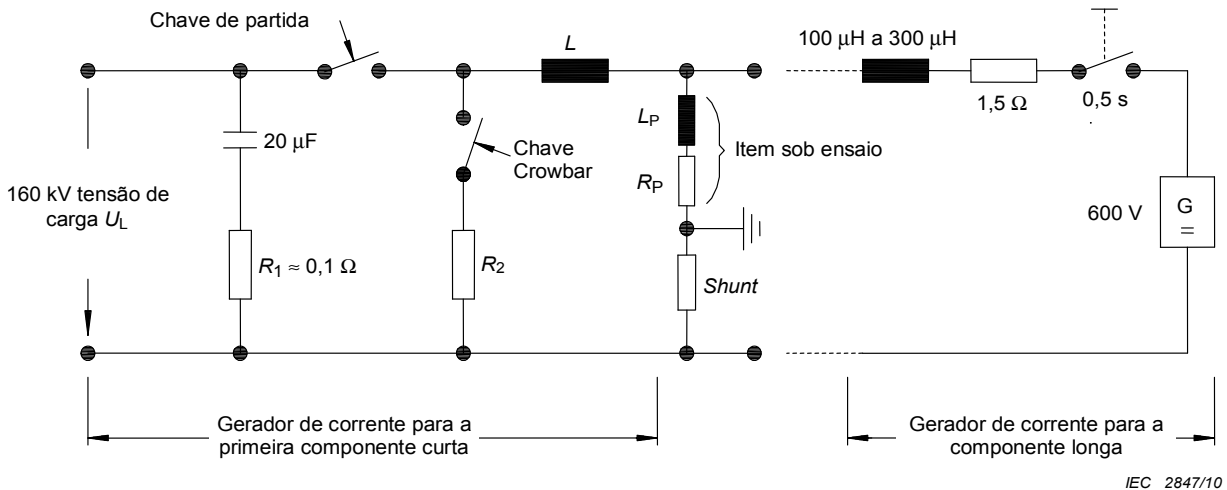 Chave de partida
L
100 μH a 300 μH
1,5 Ω
0,5 s
20 μF
Chave
Crowbar
LP
RP
Item sob ensaio
160 kV tensão de
carga UL
600 V
G
=
R1 ≈ 0,1 Ω
R2
Shunt
Gerador de corrente para a
primeira componente curta
Gerador de corrente para a
componente longa
IEC 2847/10